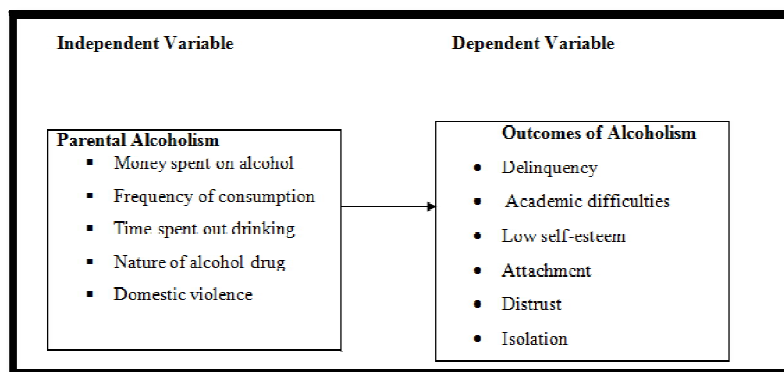 Independent Variable
Dependent Variable
Parental Alcoholism
▪ Money spent on alcohol
▪ Frequency of consumption
▪ Time spent out drinking
▪ Nature of alcohol drug
▪ Domestic violence
Outcomes of Alcoholism
• Delinquency
• Academic difficulties
• Low self-esteem
• Attachment
• Distrust
• Isolation